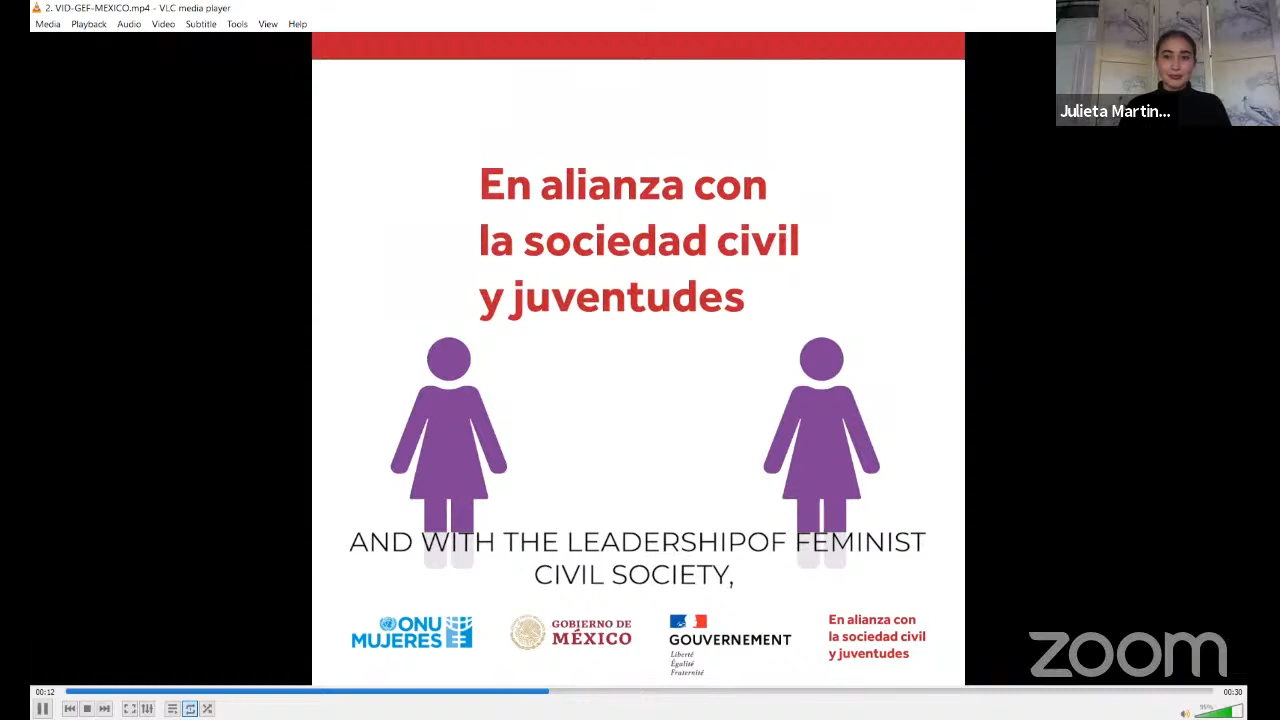 2. VID-GEF-MEXICO.mp4 - VLC media player
Media Playback Audio Video Subtitle Tools View Help
Julieta Martin...
En alianza con
la sociedad civil
y juventudes
AND WITH THE LEADERSHIPOF FEMINIST
CIVIL SOCIETY,
ONU
MUJERES
GOBIERNO DE
MÉXICO
GOUVERNEMENT
Liberté
Égalité
Fraternité
En alianza con
la sociedad civil
y juventudes
zoom
00:12
00:30
95%